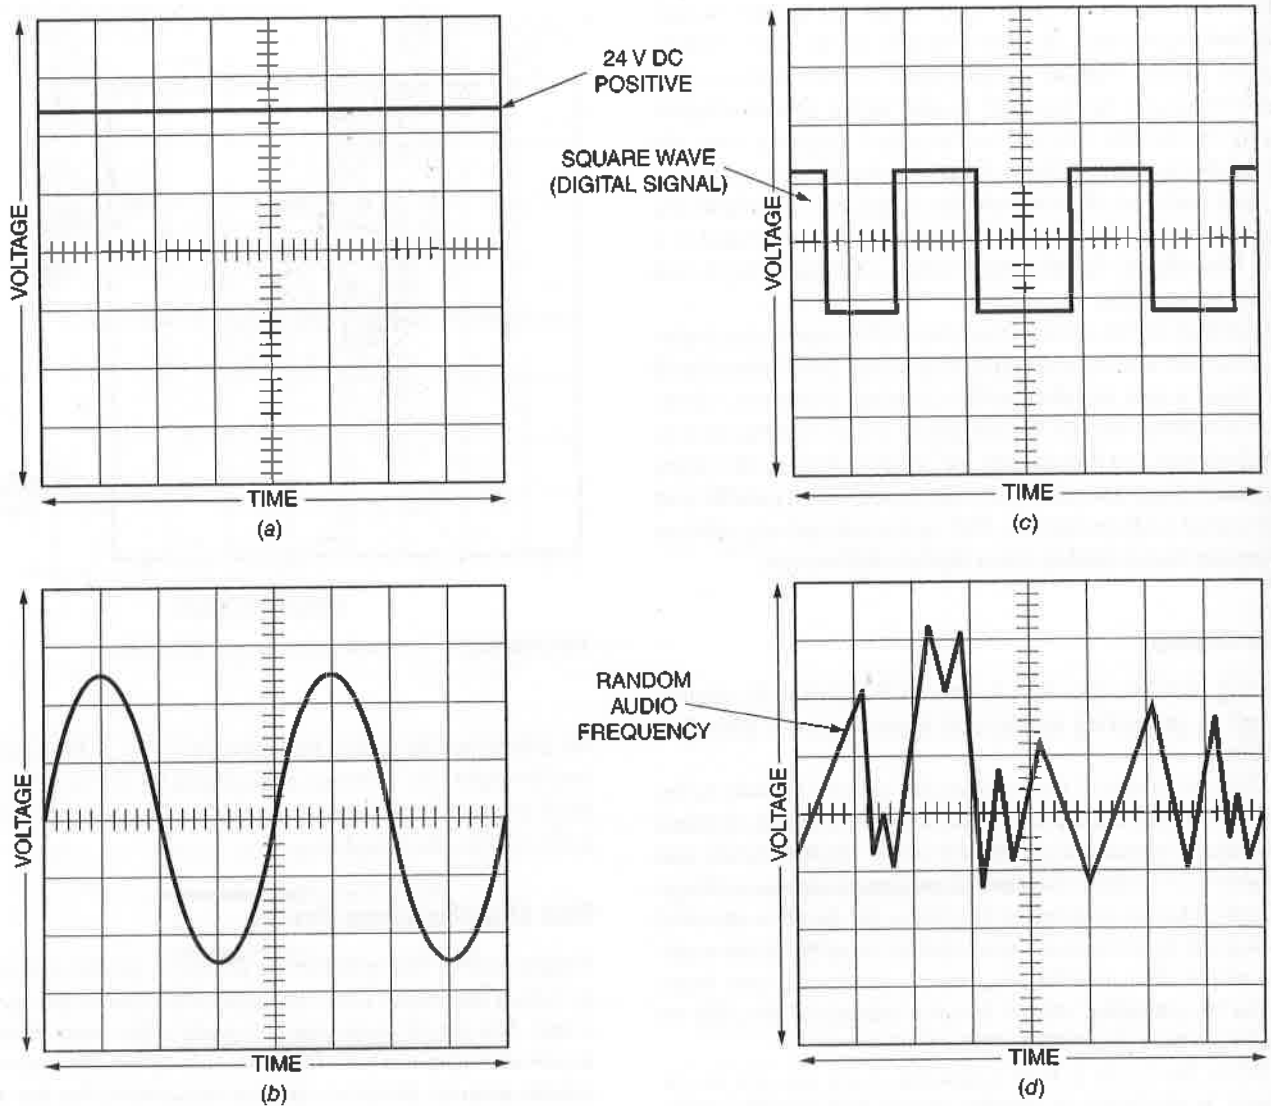 24 V DC
POSITIVE
VOLTAGE
TIME
(a)
SQUARE WAVE
(DIGITAL SIGNAL)
VOLTAGE
TIME
(c)
VOLTAGE
TIME
(b)
RANDOM
AUDIO
FREQUENCY
VOLTAGE
TIME
(d)